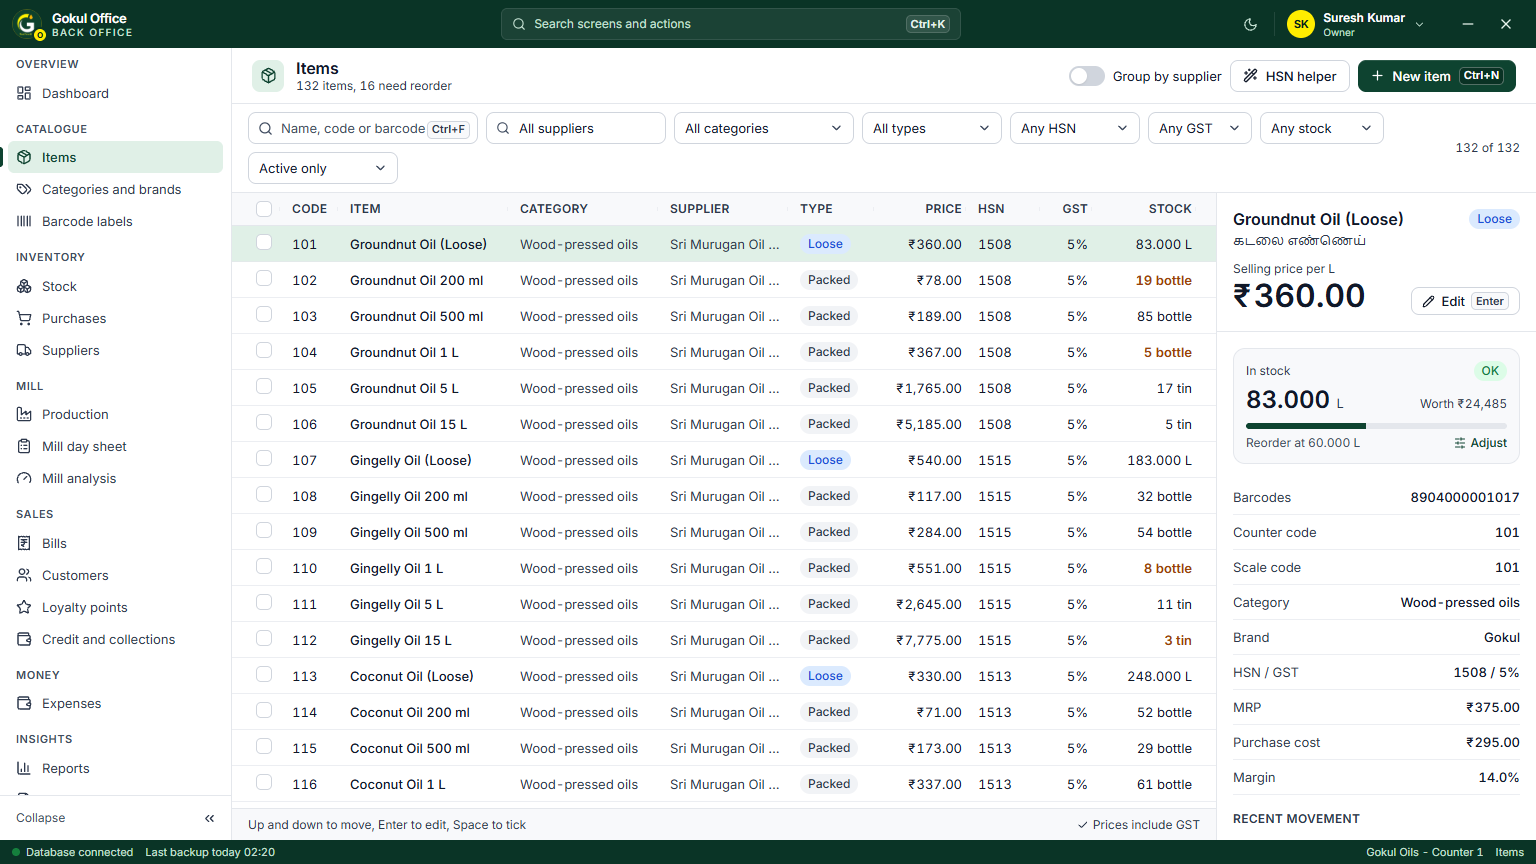 Gokul Office
BACK OFFICE
Search screens and actions Ctrl+K
SK Suresh Kumar
Owner
OVERVIEW
Dashboard
CATALOGUE
Items
Categories and brands
Barcode labels
INVENTORY
Stock
Purchases
Suppliers
MILL
Production
Mill day sheet
Mill analysis
SALES
Bills
Customers
Loyalty points
Credit and collections
MONEY
Expenses
INSIGHTS
Reports
Collapse
Items
132 items, 16 need reorder
Group by supplier HSN helper New item Ctrl+N
Name, code or barcode Ctrl+F All suppliers All categories All types Any HSN Any GST Any stock
Active only
132 of 132
CODE ITEM CATEGORY SUPPLIER TYPE PRICE HSN GST STOCK
101 Groundnut Oil (Loose) Wood-pressed oils Sri Murugan Oil ... Loose ₹360.00 1508 5% 83.000 L
102 Groundnut Oil 200 ml Wood-pressed oils Sri Murugan Oil ... Packed ₹78.00 1508 5% 19 bottle
103 Groundnut Oil 500 ml Wood-pressed oils Sri Murugan Oil ... Packed ₹189.00 1508 5% 85 bottle
104 Groundnut Oil 1 L Wood-pressed oils Sri Murugan Oil ... Packed ₹367.00 1508 5% 5 bottle
105 Groundnut Oil 5 L Wood-pressed oils Sri Murugan Oil ... Packed ₹1,765.00 1508 5% 17 tin
106 Groundnut Oil 15 L Wood-pressed oils Sri Murugan Oil ... Packed ₹5,185.00 1508 5% 5 tin
107 Gingelly Oil (Loose) Wood-pressed oils Sri Murugan Oil ... Loose ₹540.00 1515 5% 183.000 L
108 Gingelly Oil 200 ml Wood-pressed oils Sri Murugan Oil ... Packed ₹117.00 1515 5% 32 bottle
109 Gingelly Oil 500 ml Wood-pressed oils Sri Murugan Oil ... Packed ₹284.00 1515 5% 54 bottle
110 Gingelly Oil 1 L Wood-pressed oils Sri Murugan Oil ... Packed ₹551.00 1515 5% 8 bottle
111 Gingelly Oil 5 L Wood-pressed oils Sri Murugan Oil ... Packed ₹2,645.00 1515 5% 11 tin
112 Gingelly Oil 15 L Wood-pressed oils Sri Murugan Oil ... Packed ₹7,775.00 1515 5% 3 tin
113 Coconut Oil (Loose) Wood-pressed oils Sri Murugan Oil ... Loose ₹330.00 1513 5% 248.000 L
114 Coconut Oil 200 ml Wood-pressed oils Sri Murugan Oil ... Packed ₹71.00 1513 5% 52 bottle
115 Coconut Oil 500 ml Wood-pressed oils Sri Murugan Oil ... Packed ₹173.00 1513 5% 29 bottle
116 Coconut Oil 1 L Wood-pressed oils Sri Murugan Oil ... Packed ₹337.00 1513 5% 61 bottle
Up and down to move, Enter to edit, Space to tick Prices include GST
Groundnut Oil (Loose) Loose
கடலை எண்ணெய்
Selling price per L
₹360.00 Edit Enter
In stock OK
83.000 L Worth ₹24,485
Reorder at 60.000 L Adjust
Barcodes 8904000001017
Counter code 101
Scale code 101
Category Wood-pressed oils
Brand Gokul
HSN / GST 1508 / 5%
MRP ₹375.00
Purchase cost ₹295.00
Margin 14.0%
RECENT MOVEMENT
Database connected Last backup today 02:20 Gokul Oils - Counter 1 Items